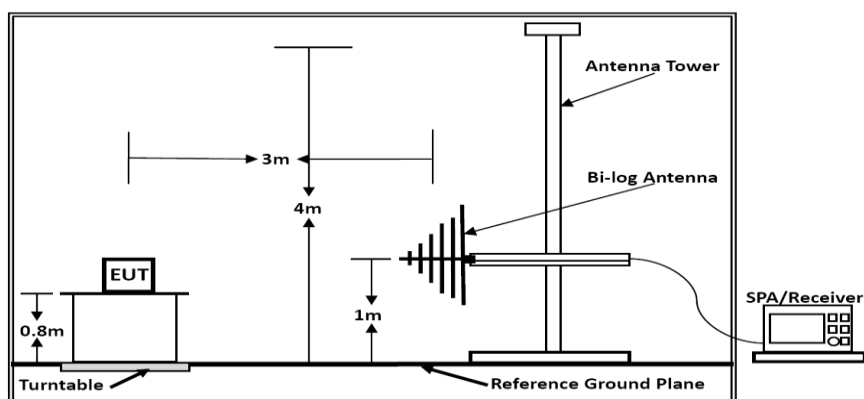 Antenna Tower
3m
Bi-log Antenna
4m
EUT
SPA/Receiver
0.8m
1m
Turntable
Reference Ground Plane